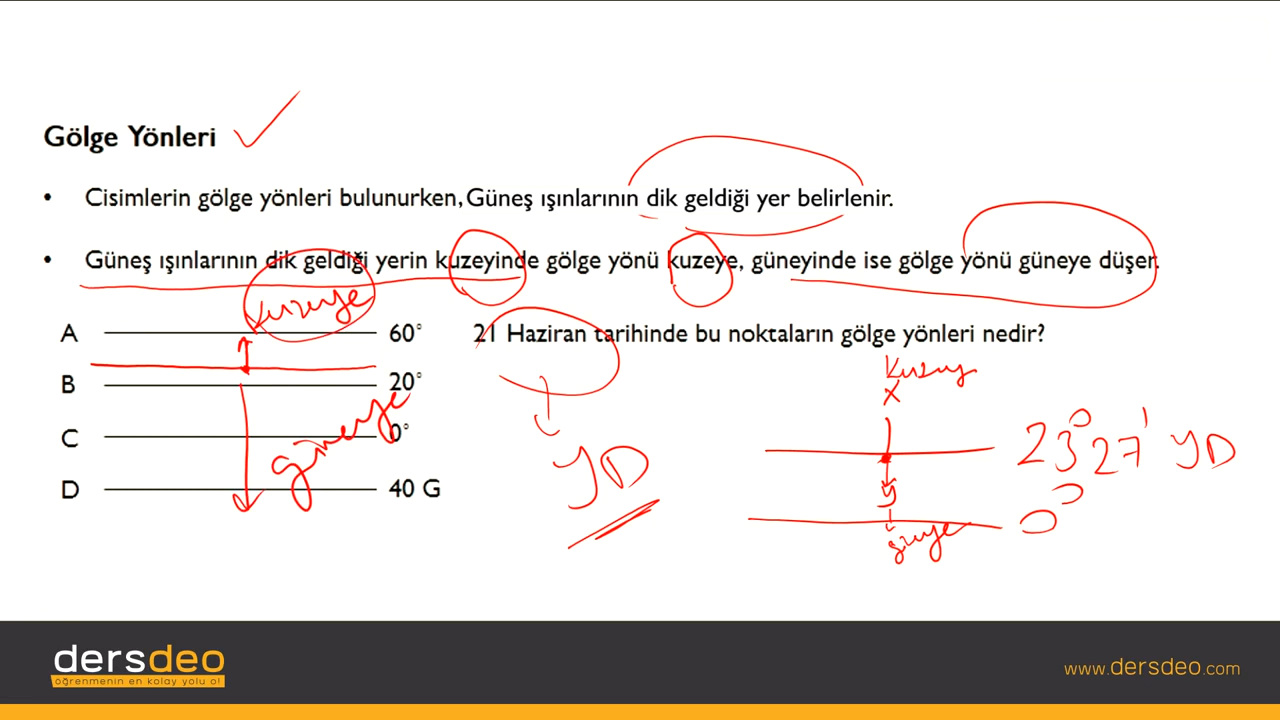 Gölge Yönleri
• Cisimlerin gölge yönleri bulunurken, Güneş ışınlarının dik geldiği yer belirlenir.
• Güneş ışınlarının dik geldiği yerin kuzeyinde gölge yönü kuzeye, güneyinde ise gölge yönü güneye düşer.
kuzeye
A 60°
B 20°
C 0°
D 40 G
güneye
21 Haziran tarihinde bu noktaların gölge yönleri nedir?
YD
Kuzey
X
23° 27' YD
y
0°
dersdeo
öğrenmenin en kolay yolu o!
www.dersdeo.com